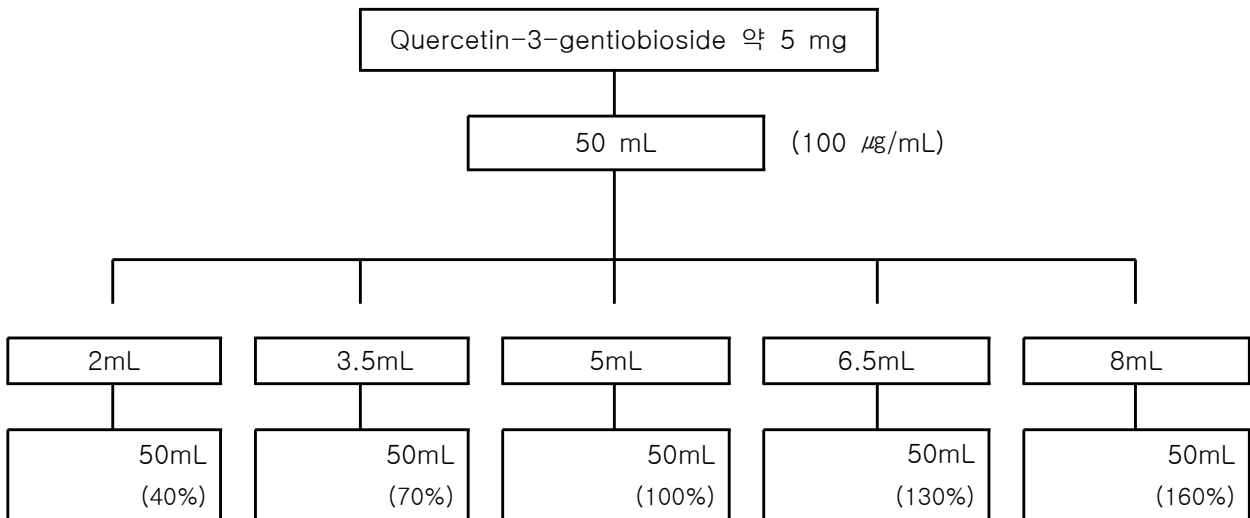 Quercetin-3-gentiobioside 약 5 mg
50 mL (100 ㎍/mL)
2mL 3.5mL 5mL 6.5mL 8mL
50mL 50mL 50mL 50mL 50mL
(40%) (70%) (100%) (130%) (160%)